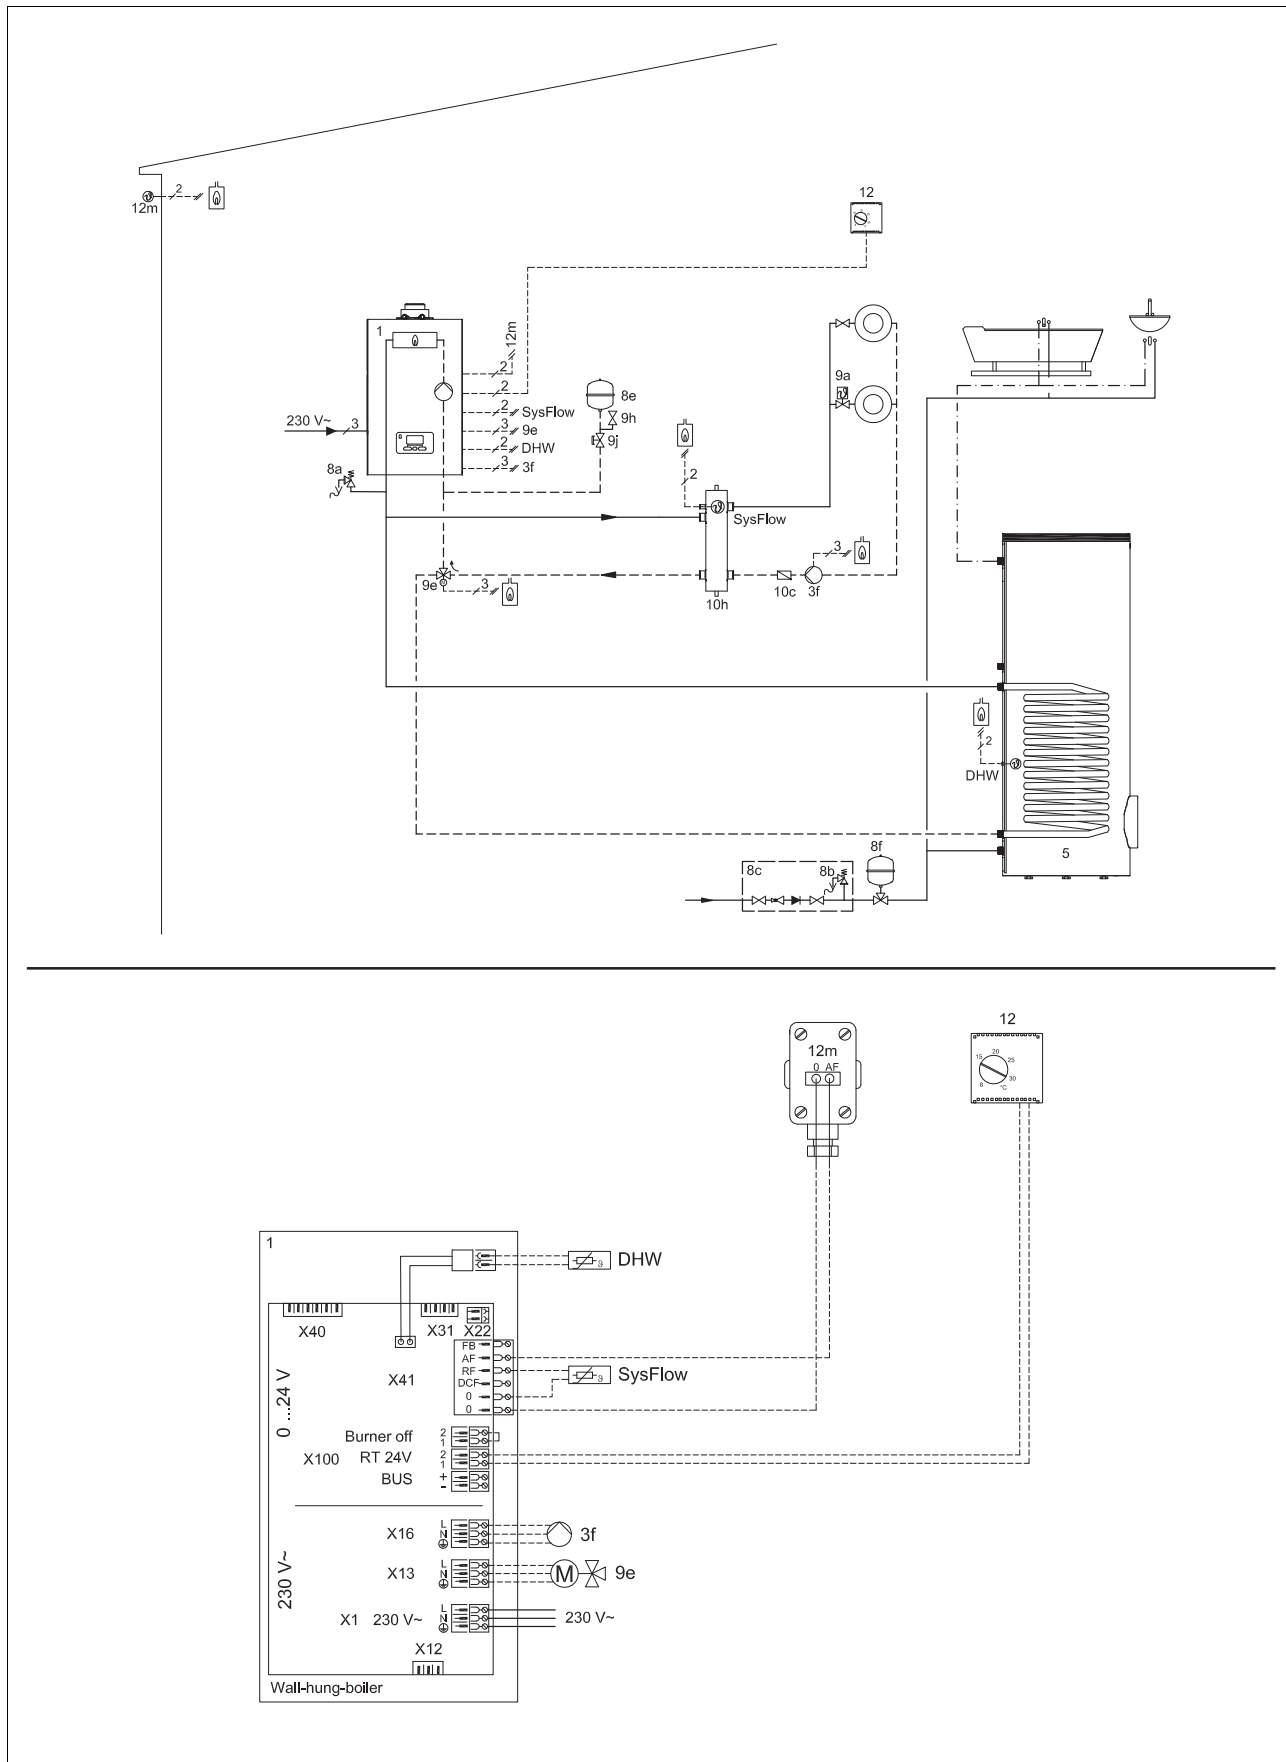 2
12m
12
1
12m
2
2
2
SysFlow
230 V~
3
3
9e
2
DHW
3
3f
8a
8e
9h
9j
9a
2
SysFlow
3
9e
3
10h
10c
3f
2
DHW
5
8c
8b
8f
12
12m
0 AF
15
20
25
30
8
°C
1
DHW
X40
X31
X22
X41
FB
AF
RF
DCF
0
0
SysFlow
0 ...24 V
Burner off
2
1
X100
RT 24V
2
1
BUS
+
-
X16
L
N
3f
230 V~
X13
L
N
M
9e
X1
230 V~
L
N
230 V~
X12
Wall-hung-boiler